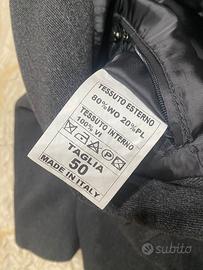 TESSUTO ESTERNO
80%WO 20%PL
TESSUTO INTERNO
100% VI
P
TAGLIA
50
MADE IN ITALY
subito